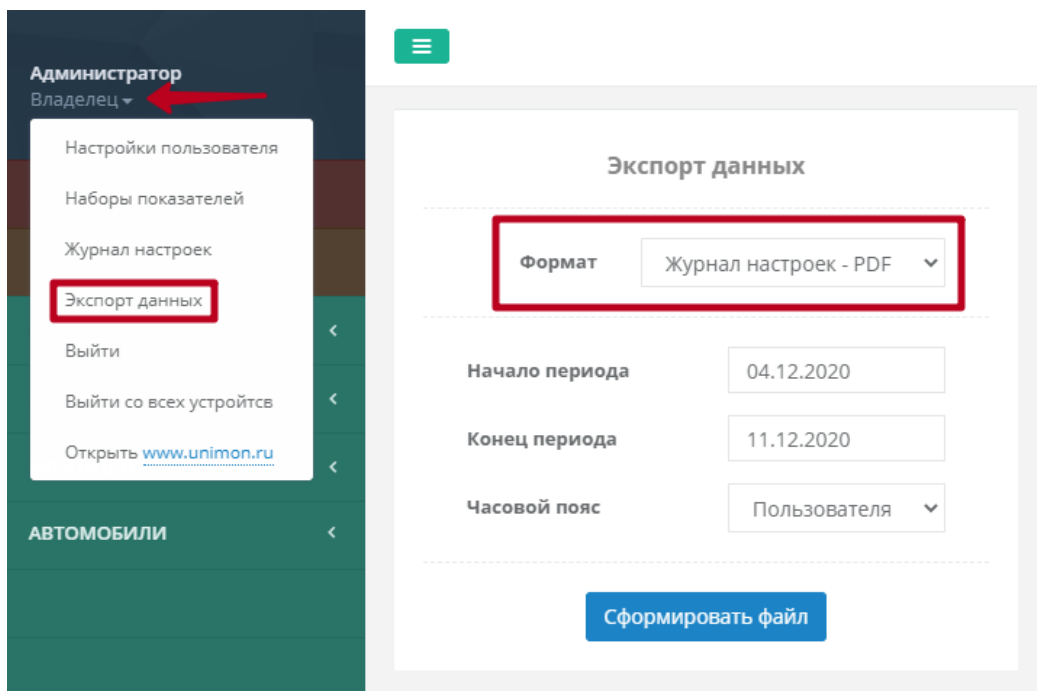 Администратор
Владелец
Настройки пользователя
Наборы показателей
Журнал настроек
Экспорт данных
Выйти
Выйти со всех устройтсв
Открыть www.unimon.ru
АВТОМОБИЛИ
Экспорт данных
Формат Журнал настроек - PDF
Начало периода 04.12.2020
Конец периода 11.12.2020
Часовой пояс Пользователя
Сформировать файл